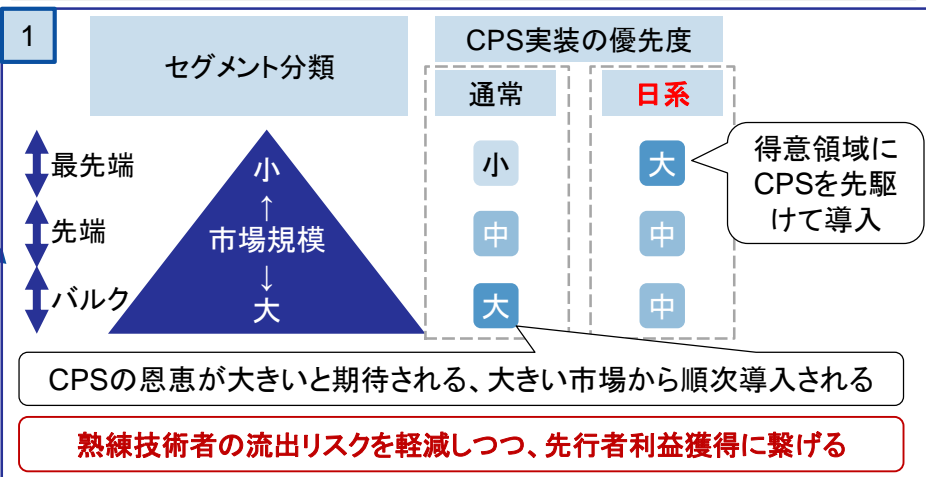 1
セグメント分類
CPS実装の優先度
通常
日系
最先端
小
小
大
得意領域に
CPSを先駆
けて導入
↑
先端
市場規模
中
中
↓
バルク
大
大
中
CPSの恩恵が大きいと期待される、大きい市場から順次導入される
熟練技術者の流出リスクを軽減しつつ、先行者利益獲得に繋げる